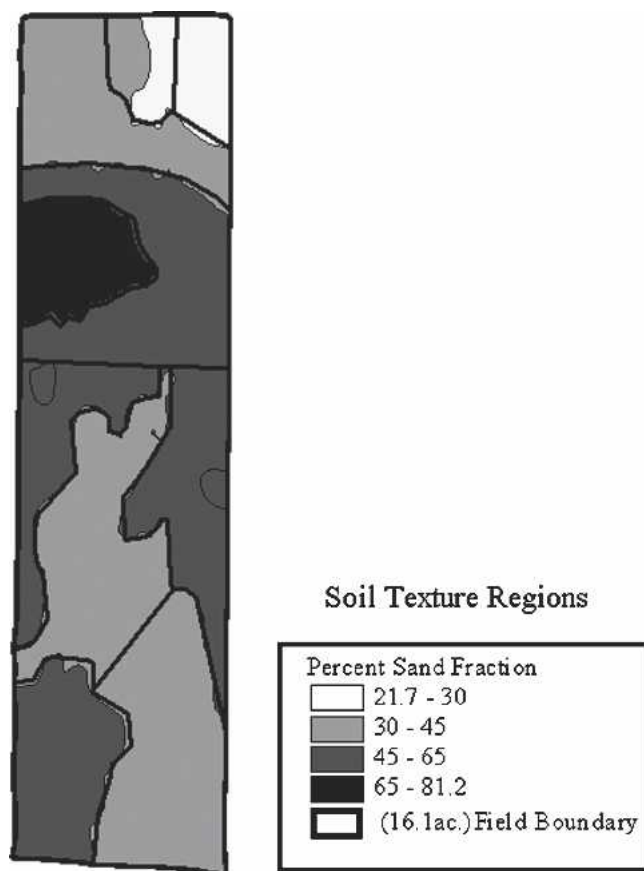 Soil Texture Regions
Percent Sand Fraction
21.7 - 30
30 - 45
45 - 65
65 - 81.2
(16.1ac.) Field Boundary